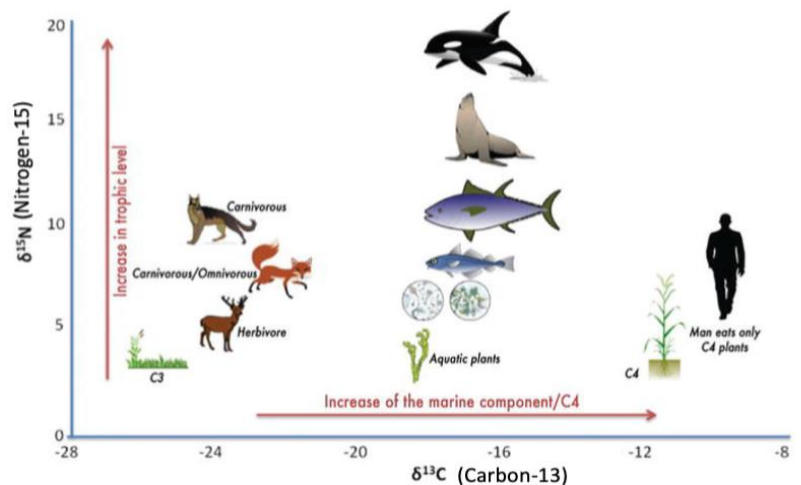 20
15
10
5
0
δ¹⁵N (Nitrogen-15)
Increase in trophic level
Carnivorous
Carnivorous/Omnivorous
Herbivore
C3
Aquatic plants
C4
Man eats only
C4 plants
Increase of the marine component/C4
-28
-24
-20
-16
-12
-8
δ¹³C (Carbon-13)